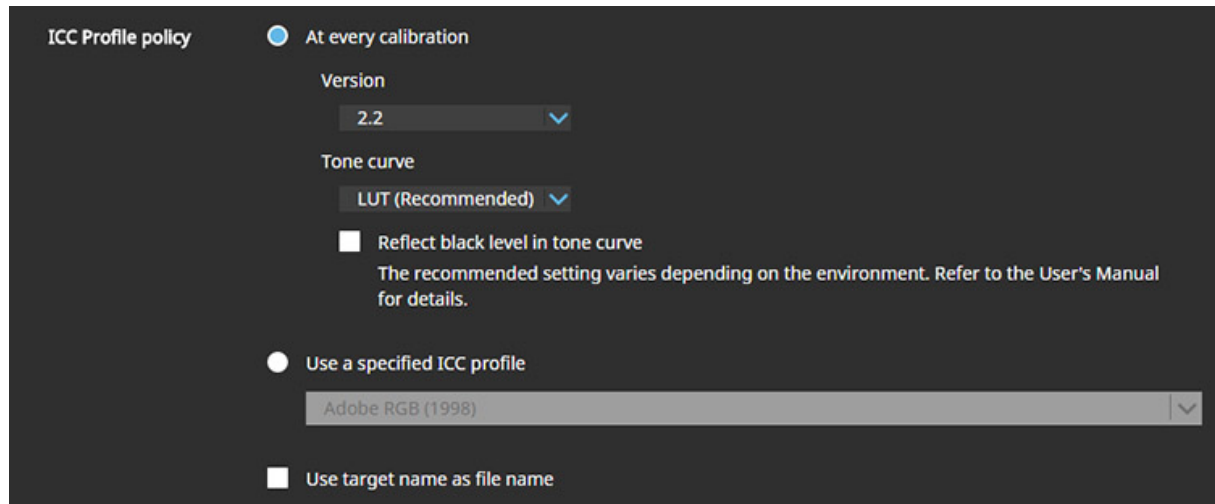 ICC Profile policy
At every calibration
Version
2.2
Tone curve
LUT (Recommended)
Reflect black level in tone curve
The recommended setting varies depending on the environment. Refer to the User's Manual
for details.
Use a specified ICC profile
Adobe RGB (1998)
Use target name as file name